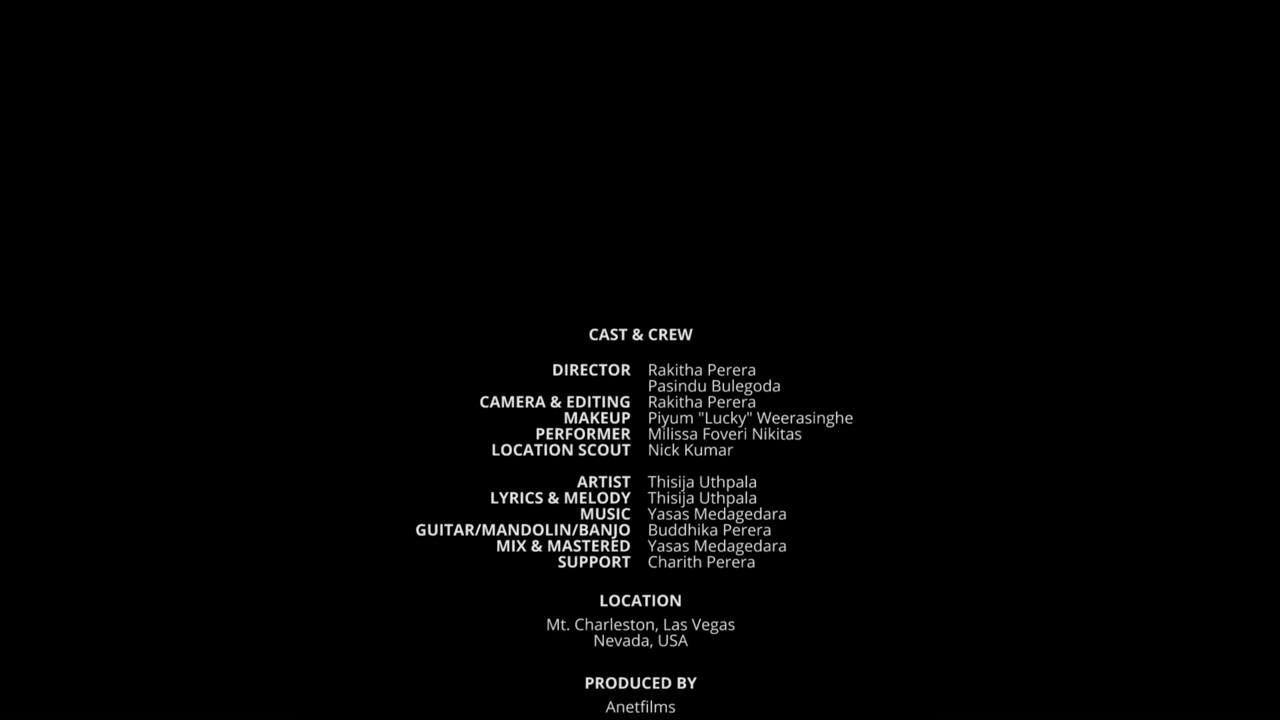 CAST & CREW
DIRECTOR Rakitha Perera
Pasindu Bulegoda
CAMERA & EDITING Rakitha Perera
MAKEUP Piyum "Lucky" Weerasinghe
PERFORMER Milissa Foveri Nikitas
LOCATION SCOUT Nick Kumar
ARTIST Thisija Uthpala
LYRICS & MELODY Thisija Uthpala
MUSIC Yasas Medagedara
GUITAR/MANDOLIN/BANJO Buddhika Perera
MIX & MASTERED Yasas Medagedara
SUPPORT Charith Perera
LOCATION
Mt. Charleston, Las Vegas
Nevada, USA
PRODUCED BY
Anetfilms